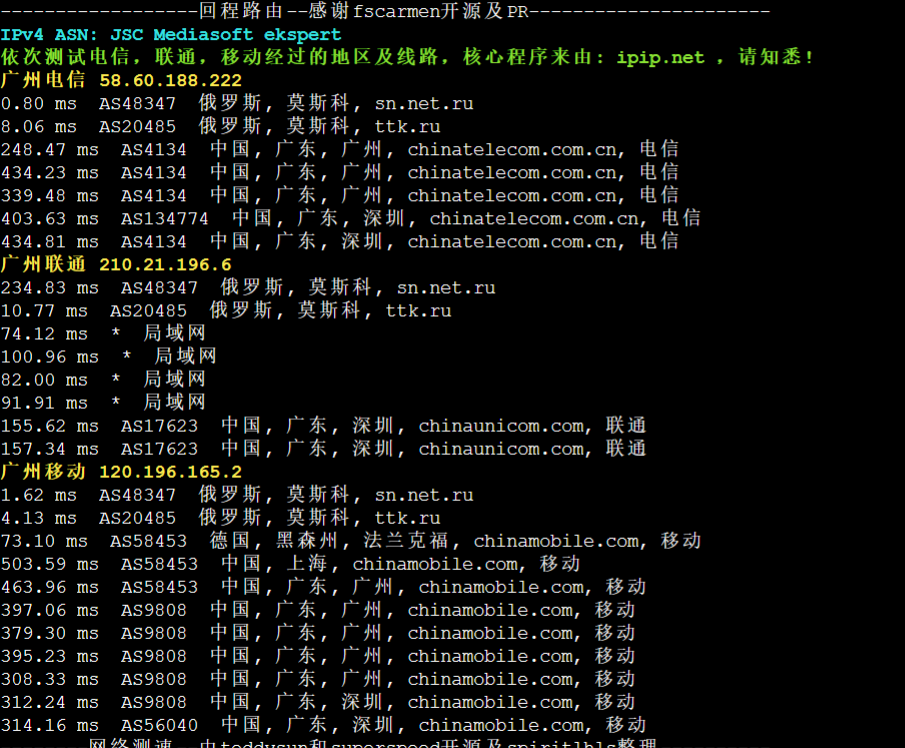 ------------------回程路由--感谢fscarmen开源及PR----------------------
IPv4 ASN: JSC Mediasoft ekspert
依次测试电信，联通，移动经过的地区及线路，核心程序来由: ipip.net ，请知悉!
广州电信 58.60.188.222
0.80 ms  AS48347  俄罗斯, 莫斯科, sn.net.ru
8.06 ms  AS20485  俄罗斯, 莫斯科, ttk.ru
248.47 ms  AS4134  中国, 广东, 广州, chinatelecom.com.cn, 电信
434.23 ms  AS4134  中国, 广东, 广州, chinatelecom.com.cn, 电信
339.48 ms  AS4134  中国, 广东, 广州, chinatelecom.com.cn, 电信
403.63 ms  AS134774  中国, 广东, 深圳, chinatelecom.com.cn, 电信
434.81 ms  AS4134  中国, 广东, 深圳, chinatelecom.com.cn, 电信
广州联通 210.21.196.6
234.83 ms  AS48347  俄罗斯, 莫斯科, sn.net.ru
10.77 ms  AS20485  俄罗斯, 莫斯科, ttk.ru
74.12 ms  *  局域网
100.96 ms  *  局域网
82.00 ms  *  局域网
91.91 ms  *  局域网
155.62 ms  AS17623  中国, 广东, 深圳, chinaunicom.com, 联通
157.34 ms  AS17623  中国, 广东, 深圳, chinaunicom.com, 联通
广州移动 120.196.165.2
1.62 ms  AS48347  俄罗斯, 莫斯科, sn.net.ru
4.13 ms  AS20485  俄罗斯, 莫斯科, ttk.ru
73.10 ms  AS58453  德国, 黑森州, 法兰克福, chinamobile.com, 移动
503.59 ms  AS58453  中国, 上海, chinamobile.com, 移动
463.96 ms  AS58453  中国, 广东, 广州, chinamobile.com, 移动
397.06 ms  AS9808  中国, 广东, 广州, chinamobile.com, 移动
379.30 ms  AS9808  中国, 广东, 广州, chinamobile.com, 移动
395.23 ms  AS9808  中国, 广东, 广州, chinamobile.com, 移动
308.33 ms  AS9808  中国, 广东, 广州, chinamobile.com, 移动
312.24 ms  AS9808  中国, 广东, 深圳, chinamobile.com, 移动
314.16 ms  AS56040  中国, 广东, 深圳, chinamobile.com, 移动
网络测速--由teddysun和superspeed开源及spiritlhls整理